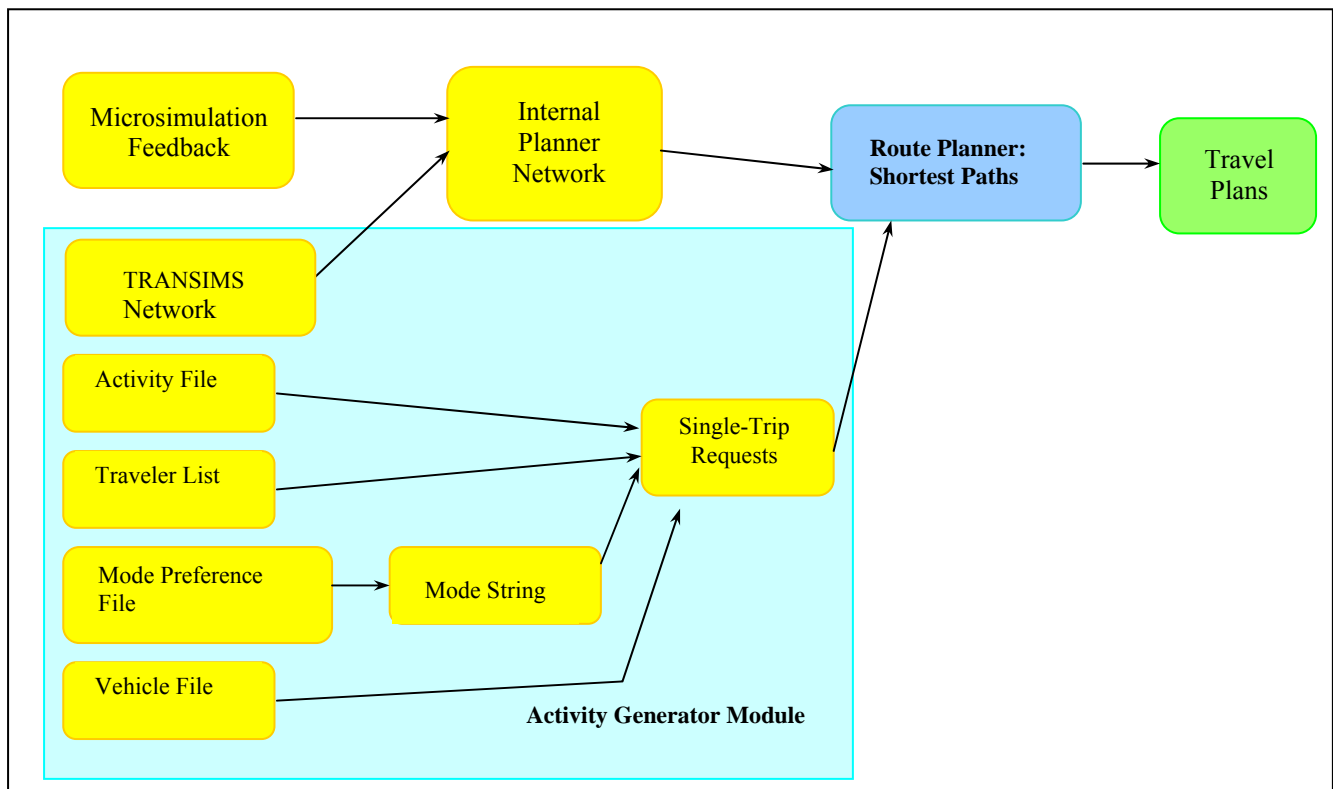 Microsimulation
Feedback
Internal
Planner
Network
Route Planner:
Shortest Paths
Travel
Plans
TRANSIMS
Network
Activity File
Single-Trip
Requests
Traveler List
Mode Preference
File
Mode String
Vehicle File
Activity Generator Module